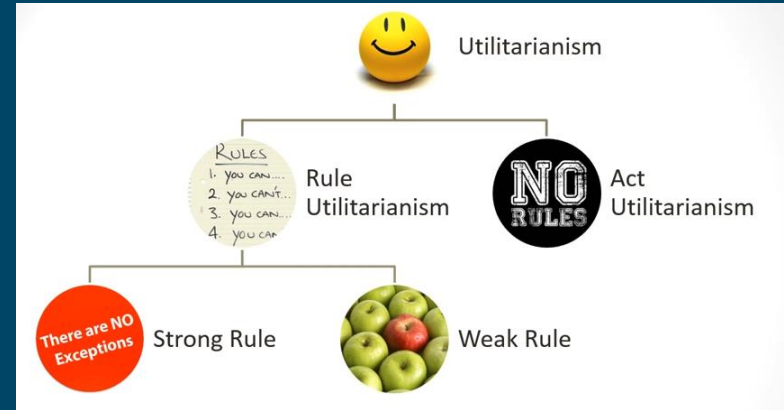 Utilitarianism
RULES
1. YOU CAN....
2. YOU CAN'T...
3. YOU CAN....
4. YOU CAN
Rule
Utilitarianism
NO
RULES
Act
Utilitarianism
There are NO
Exceptions
Strong Rule
Weak Rule